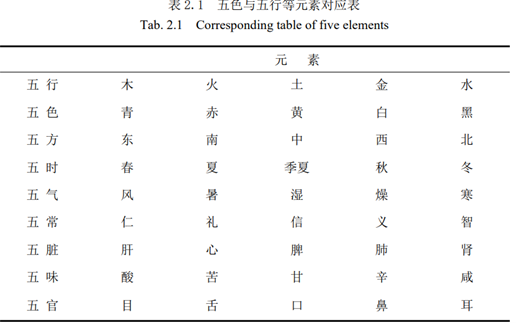 表 2.1 五色与五行等元素对应表
Tab. 2.1 Corresponding table of five elements
元 素
五 行 木 火 土 金 水
五 色 青 赤 黄 白 黑
五 方 东 南 中 西 北
五 时 春 夏 季夏 秋 冬
五 气 风 暑 湿 燥 寒
五 常 仁 礼 信 义 智
五 脏 肝 心 脾 肺 肾
五 味 酸 苦 甘 辛 咸
五 官 目 舌 口 鼻 耳